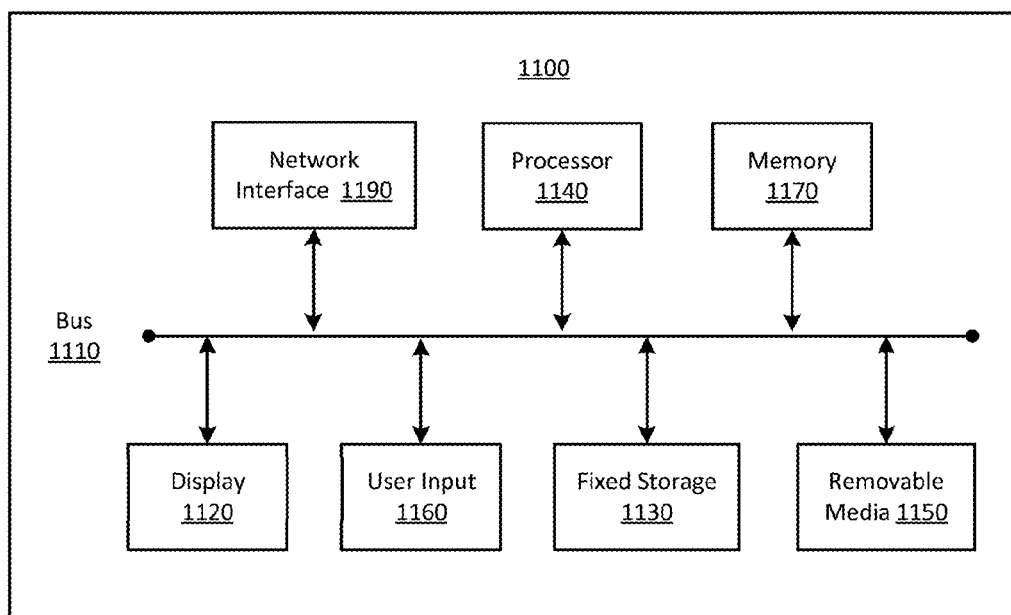 1100
Network
Interface 1190
Processor
1140
Memory
1170
Bus
1110
Display
1120
User Input
1160
Fixed Storage
1130
Removable
Media 1150